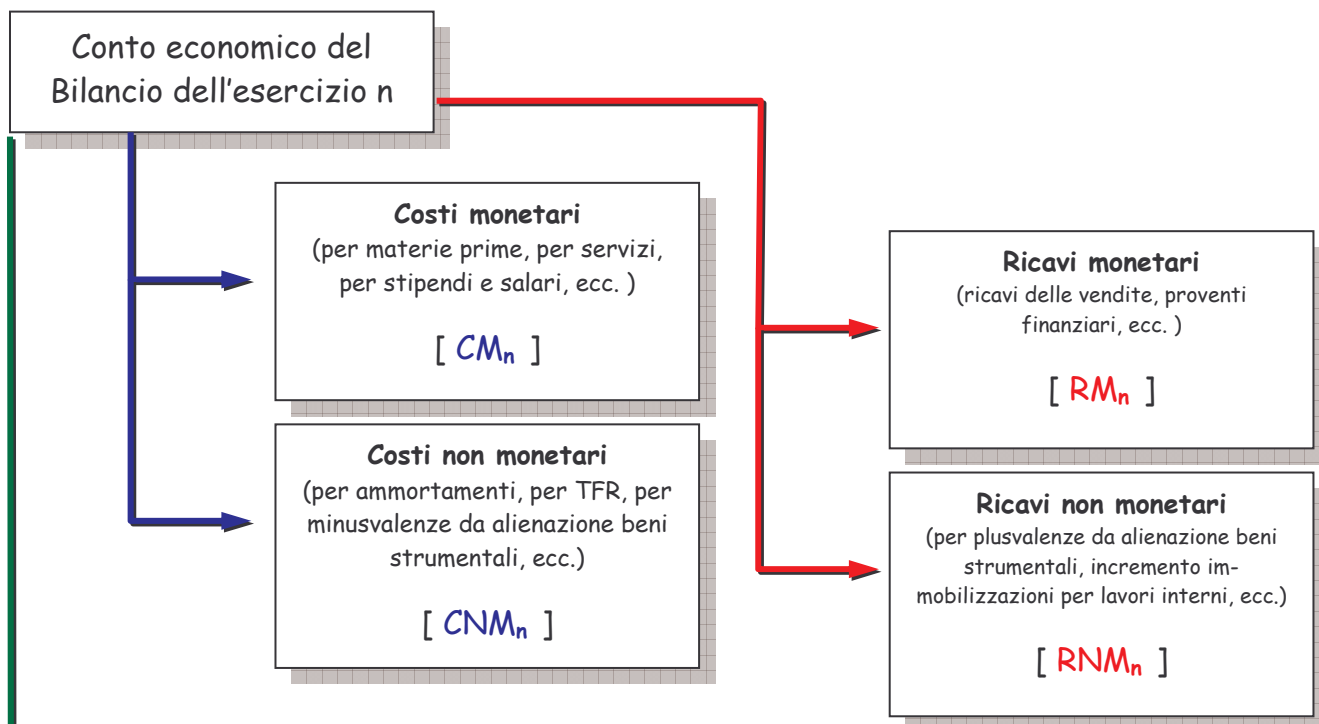 Conto economico del
Bilancio dell'esercizio n
Costi monetari
(per materie prime, per servizi,
per stipendi e salari, ecc. )
[ CMₙ ]
Costi non monetari
(per ammortamenti, per TFR, per
minusvalenze da alienazione beni
strumentali, ecc.)
[ CNMₙ ]
Ricavi monetari
(ricavi delle vendite, proventi
finanziari, ecc. )
[ RMₙ ]
Ricavi non monetari
(per plusvalenze da alienazione beni
strumentali, incremento im-
mobilizzazioni per lavori interni, ecc.)
[ RNMₙ ]